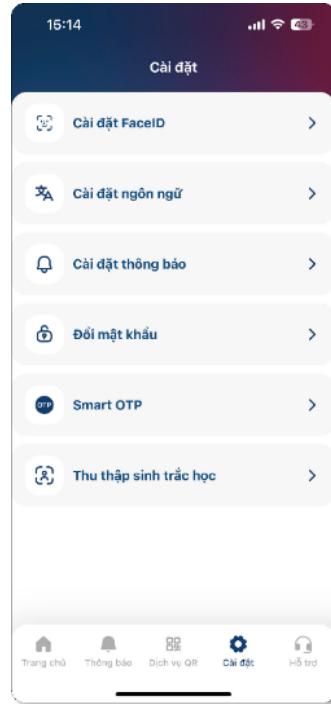 15:14
43
Cài đặt
Cài đặt FaceID
Cài đặt ngôn ngữ
Cài đặt thông báo
Đổi mật khẩu
OTP
Smart OTP
Thu thập sinh trắc học
Trang chủ
Thông báo
Dịch vụ QR
Cài đặt
Hỗ trợ